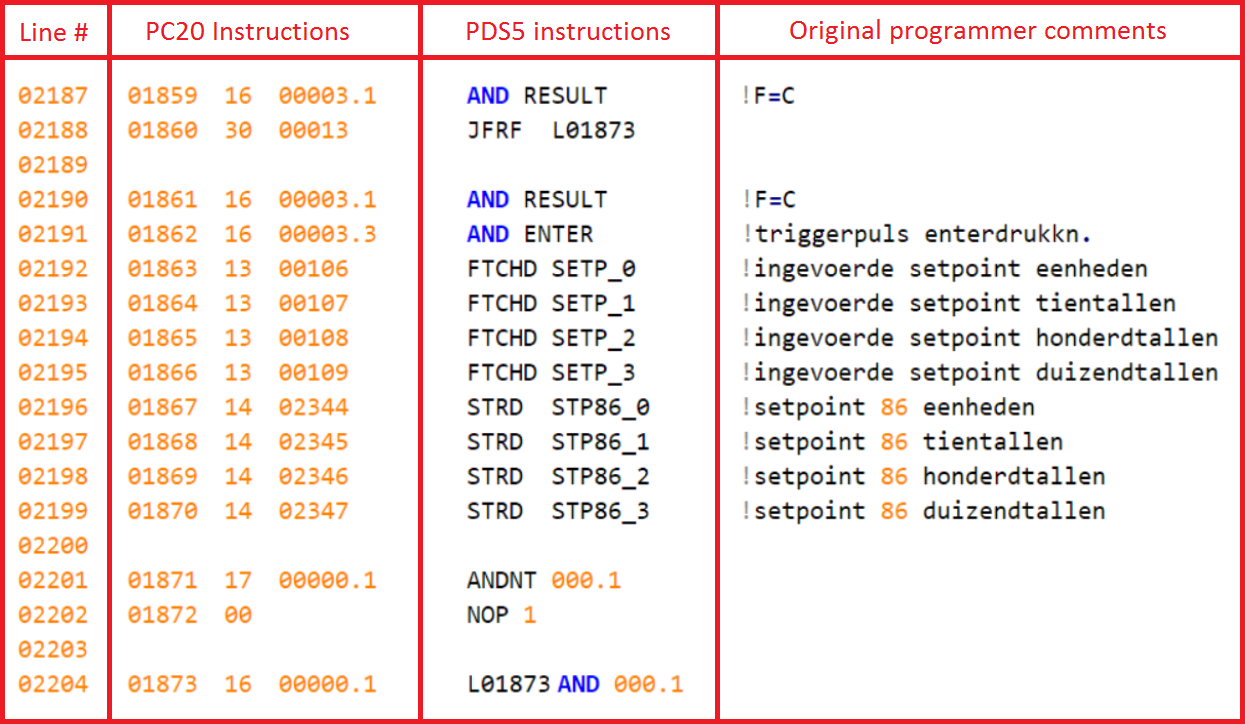 Line # PC20 Instructions PDS5 instructions Original programmer comments
02187 01859 16 00003.1 AND RESULT !F=C
02188 01860 30 00013 JFRF L01873
02189
02190 01861 16 00003.1 AND RESULT !F=C
02191 01862 16 00003.3 AND ENTER !triggerpuls enterdrukkn.
02192 01863 13 00106 FTCHD SETP_0 !ingevoerde setpoint eenheden
02193 01864 13 00107 FTCHD SETP_1 !ingevoerde setpoint tientallen
02194 01865 13 00108 FTCHD SETP_2 !ingevoerde setpoint honderdtallen
02195 01866 13 00109 FTCHD SETP_3 !ingevoerde setpoint duizendtallen
02196 01867 14 02344 STRD STP86_0 !setpoint 86 eenheden
02197 01868 14 02345 STRD STP86_1 !setpoint 86 tientallen
02198 01869 14 02346 STRD STP86_2 !setpoint 86 honderdtallen
02199 01870 14 02347 STRD STP86_3 !setpoint 86 duizendtallen
02200
02201 01871 17 00000.1 ANDNT 000.1
02202 01872 00 NOP 1
02203
02204 01873 16 00000.1 L01873 AND 000.1